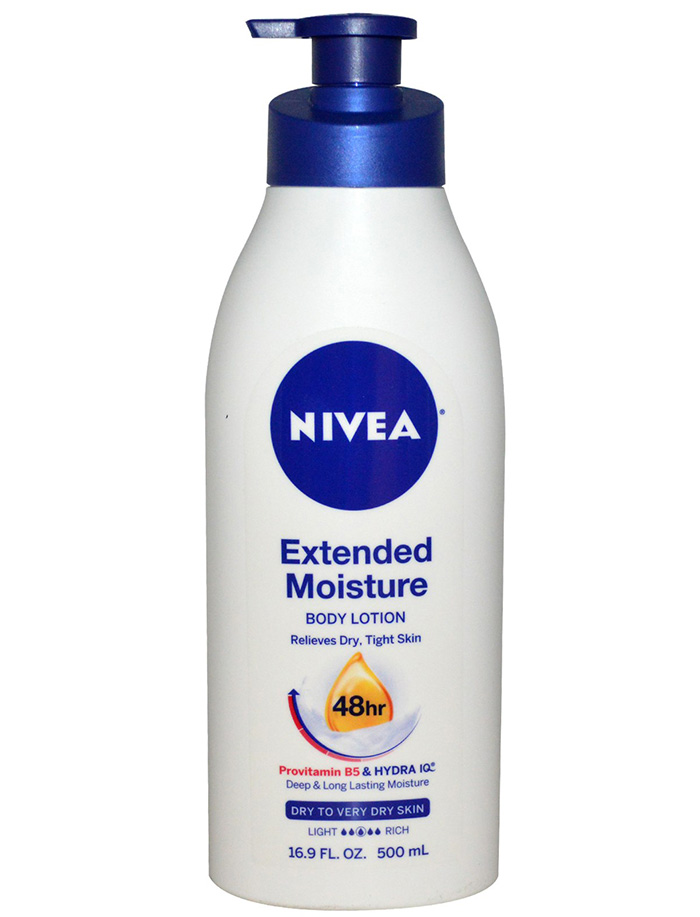 NIVEA®
Extended
Moisture
BODY LOTION
Relieves Dry, Tight Skin
48hr
Provitamin B5 & HYDRA IQ®
Deep & Long Lasting Moisture
DRY TO VERY DRY SKIN
LIGHT RICH
16.9 FL. OZ. 500 mL